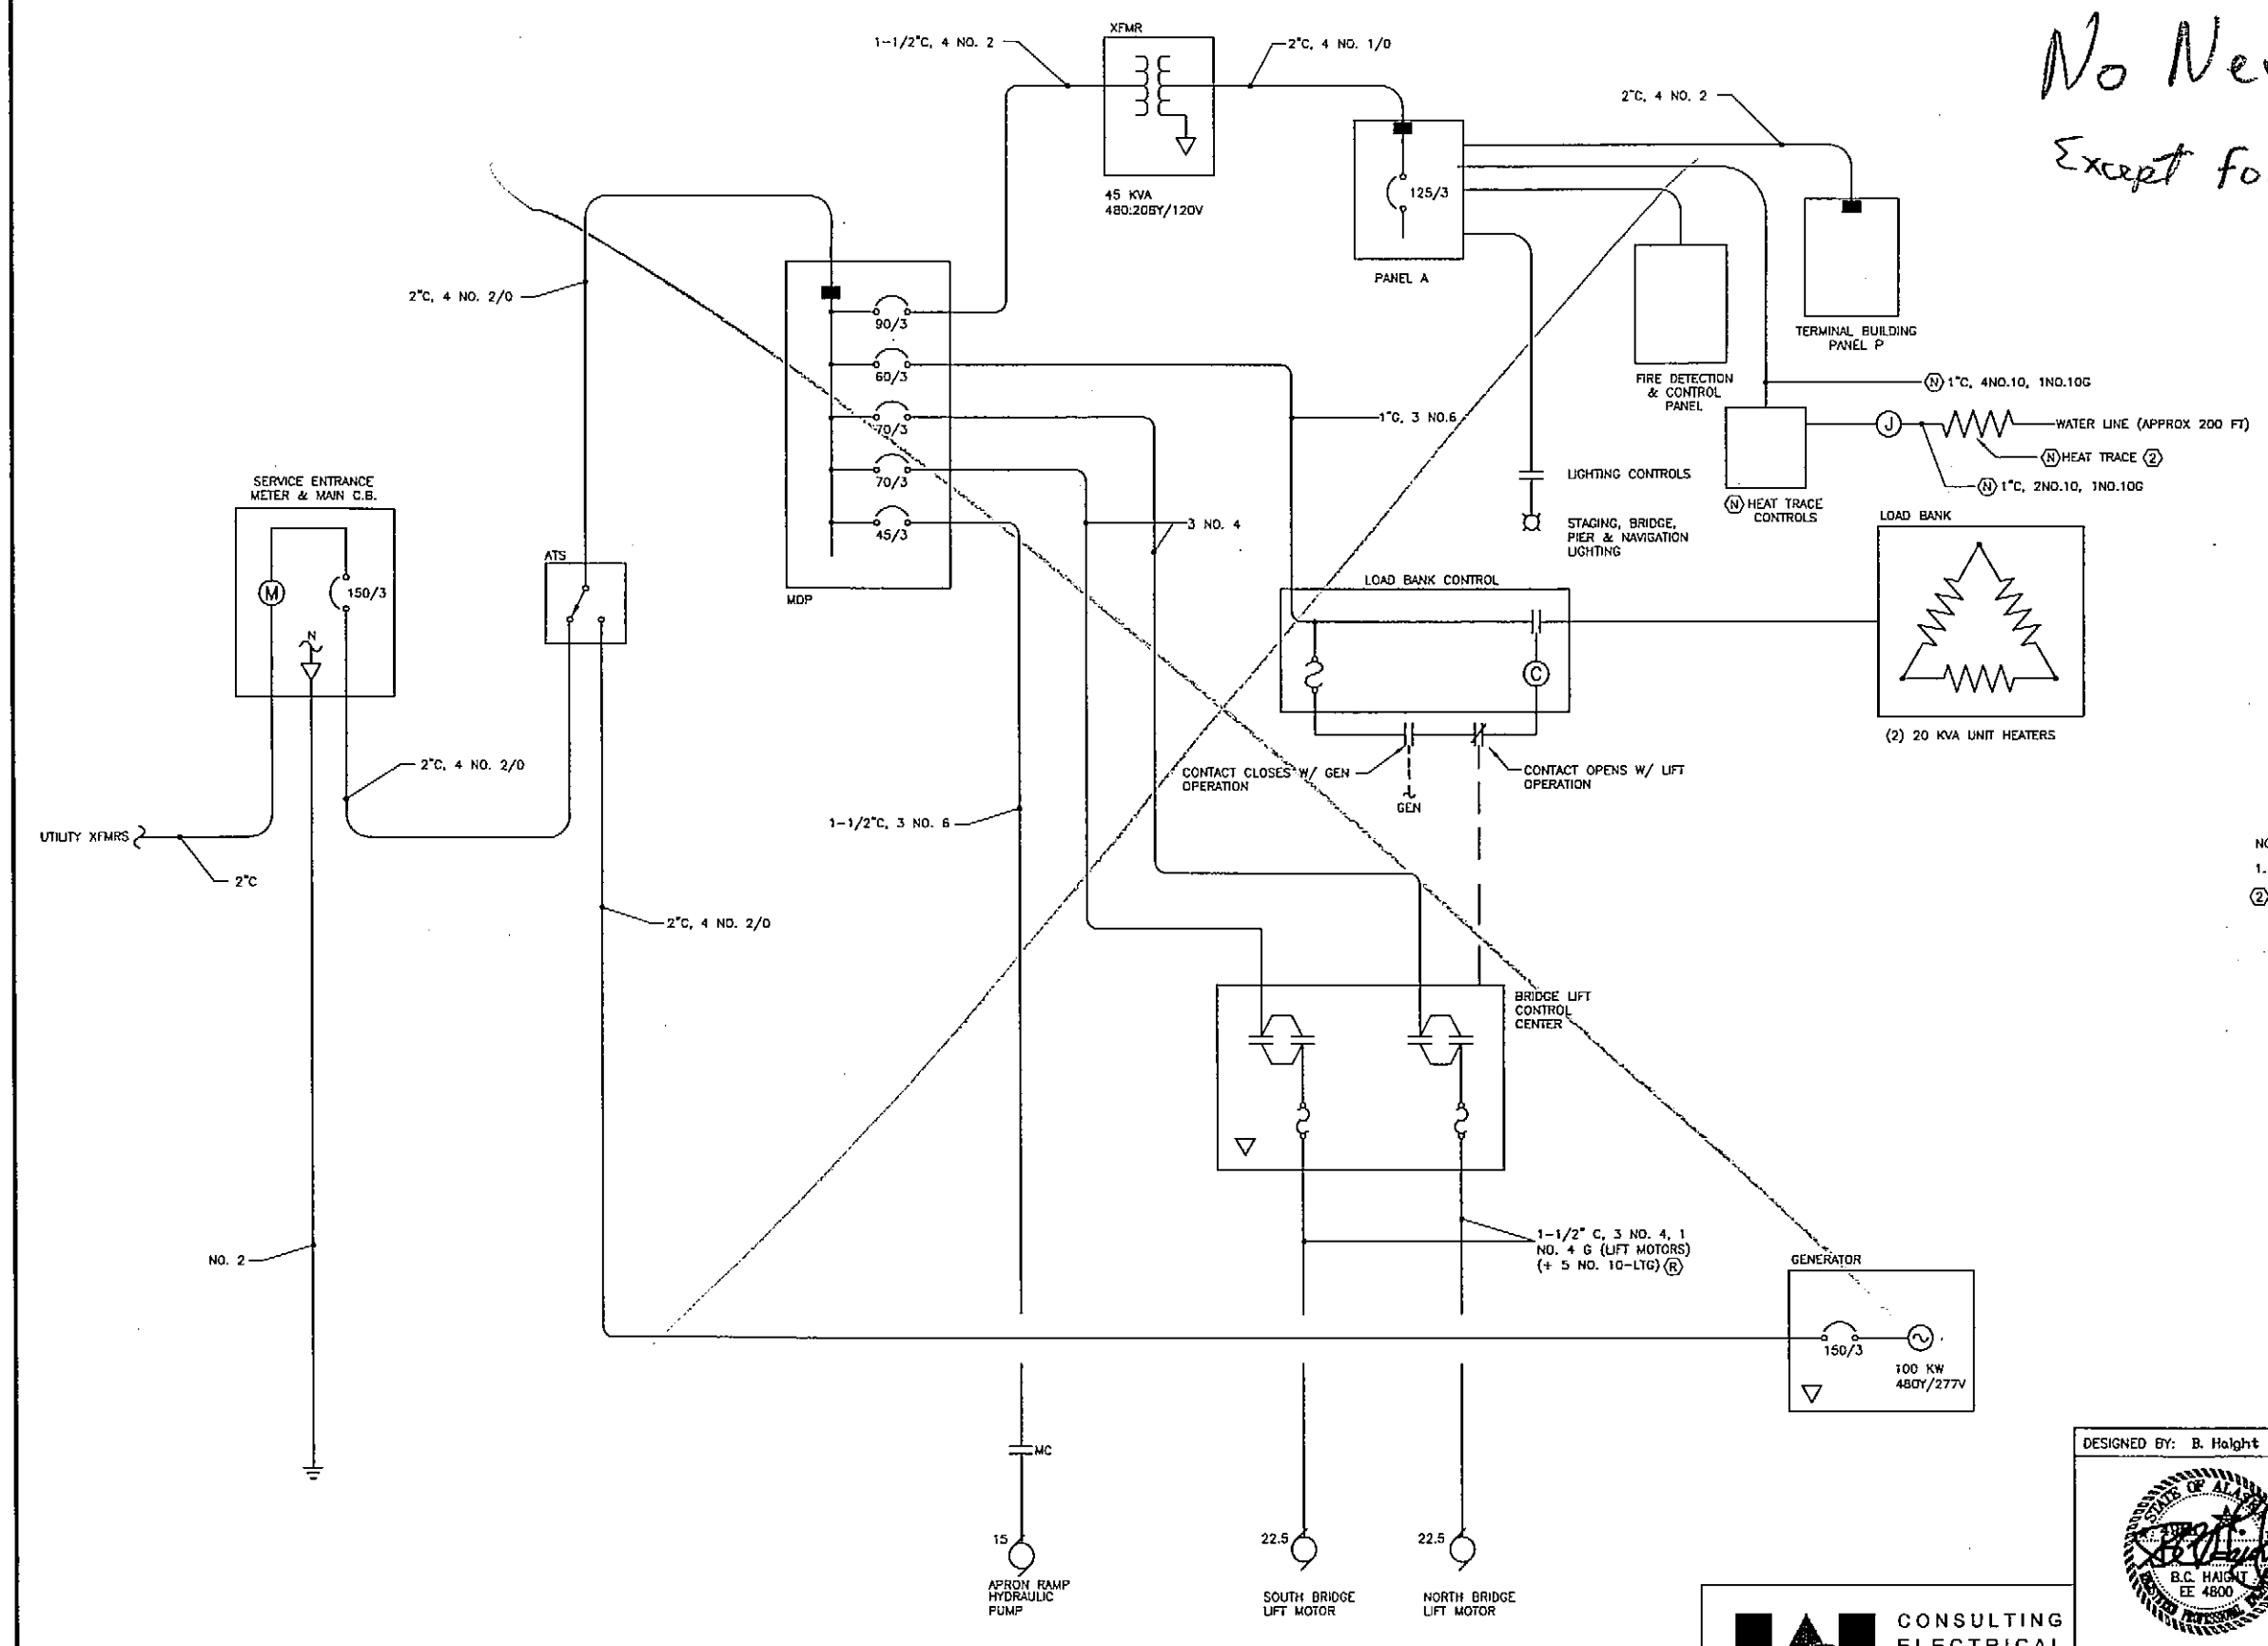 No
Except
XFMR
1-1/2"C, 4 NO. 2
2"C, 4 NO. 1/0
2"C, 4 NO. 2
45 KVA
480:208Y/120V
125/3
PANEL A
2"C, 4 NO. 2/0
90/3
60/3
70/3
70/3
45/3
MDP
TERMINAL BUILDING
PANEL P
FIRE DETECTION
& CONTROL
PANEL
N 1"C, 4NO.10, 1NO.10G
1"C, 3 NO.6
J
WATER LINE (APPROX 200 FT)
N HEAT TRACE 2
N 1"C, 2NO.10, 1NO.10G
N HEAT TRACE
CONTROLS
LIGHTING CONTROLS
STAGING, BRIDGE,
PIER & NAVIGATION
LIGHTING
3 NO. 4
SERVICE ENTRANCE
METER & MAIN C.B.
M
150/3
N
ATS
LOAD BANK
LOAD BANK CONTROL
C
(2) 20 KVA UNIT HEATERS
CONTACT CLOSES W/ GEN
OPERATION
GEN
CONTACT OPENS W/ LIFT
OPERATION
2"C, 4 NO. 2/0
1-1/2"C, 3 NO. 6
UTILITY XFMRS
2"C
1.
2
2"C, 4 NO. 2/0
BRIDGE LIFT
CONTROL
CENTER
NO. 2
1-1/2" C, 3 NO. 4, 1
NO. 4 G (LIFT MOTORS)
(+ 5 NO. 10-LTG) R
GENERATOR
150/3
100 KW
480Y/277V
MC
15
APRON RAMP
HYDRAULIC
PUMP
22.5
SOUTH BRIDGE
LIFT MOTOR
22.5
NORTH BRIDGE
LIFT MOTOR
DESIGNED BY: B. Haight
STATE OF ALA
B.C. HAIGHT
EE 4800
CONSULTING
ELECTRICAL